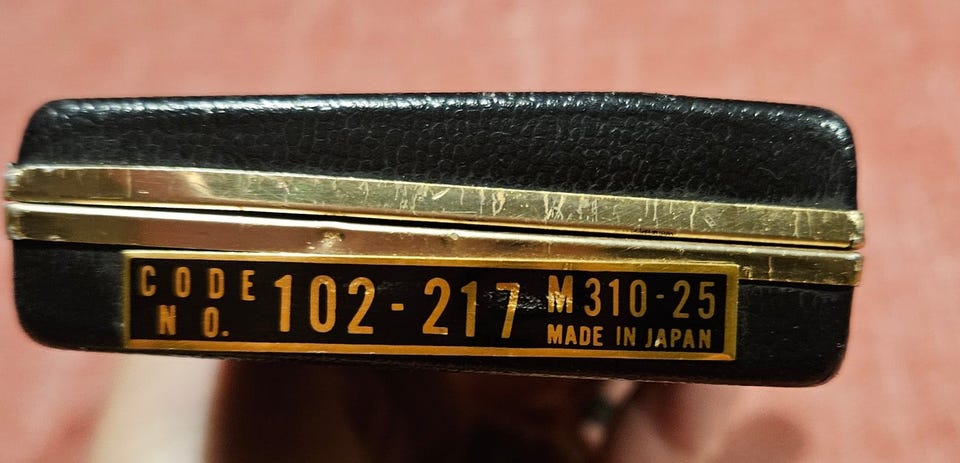 CODE NO. 102-217 M310-25
MADE IN JAPAN